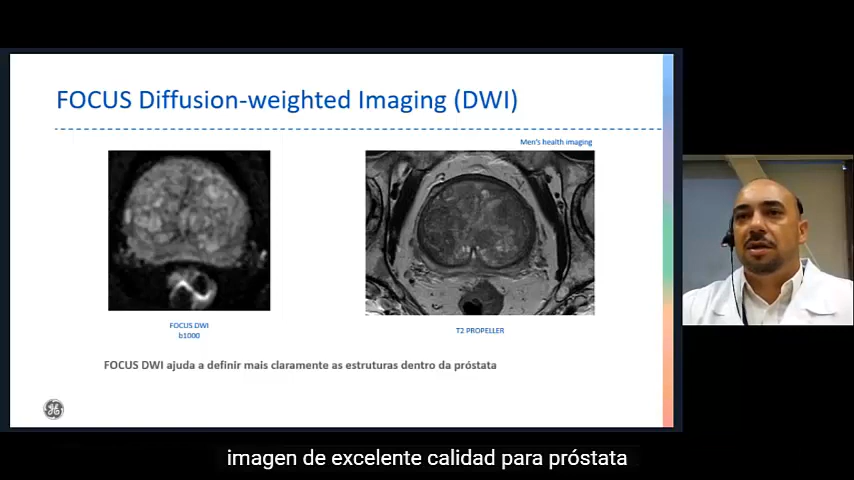 FOCUS Diffusion-weighted Imaging (DWI)
Men's health imaging
FOCUS DWI
b1000
T2 PROPELLER
FOCUS DWI ajuda a definir mais claramente as estruturas dentro da próstata
imagen de excelente calidad para próstata